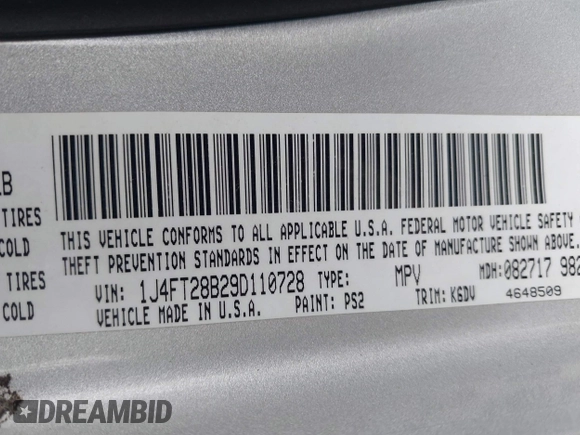 B
TIRES
COLD
TIRES
COLD
THIS VEHICLE CONFORMS TO ALL APPLICABLE U.S.A. FEDERAL MOTOR VEHICLE SAFETY
THEFT PREVENTION STANDARDS IN EFFECT ON THE DATE OF MANUFACTURE SHOWN ABOVE.
VIN: 1J4FT28B29D110728 TYPE: MPV MDH:082717 982
VEHICLE MADE IN U.S.A. PAINT: PS2 TRIM: K6DV 4648509
DREAMBID